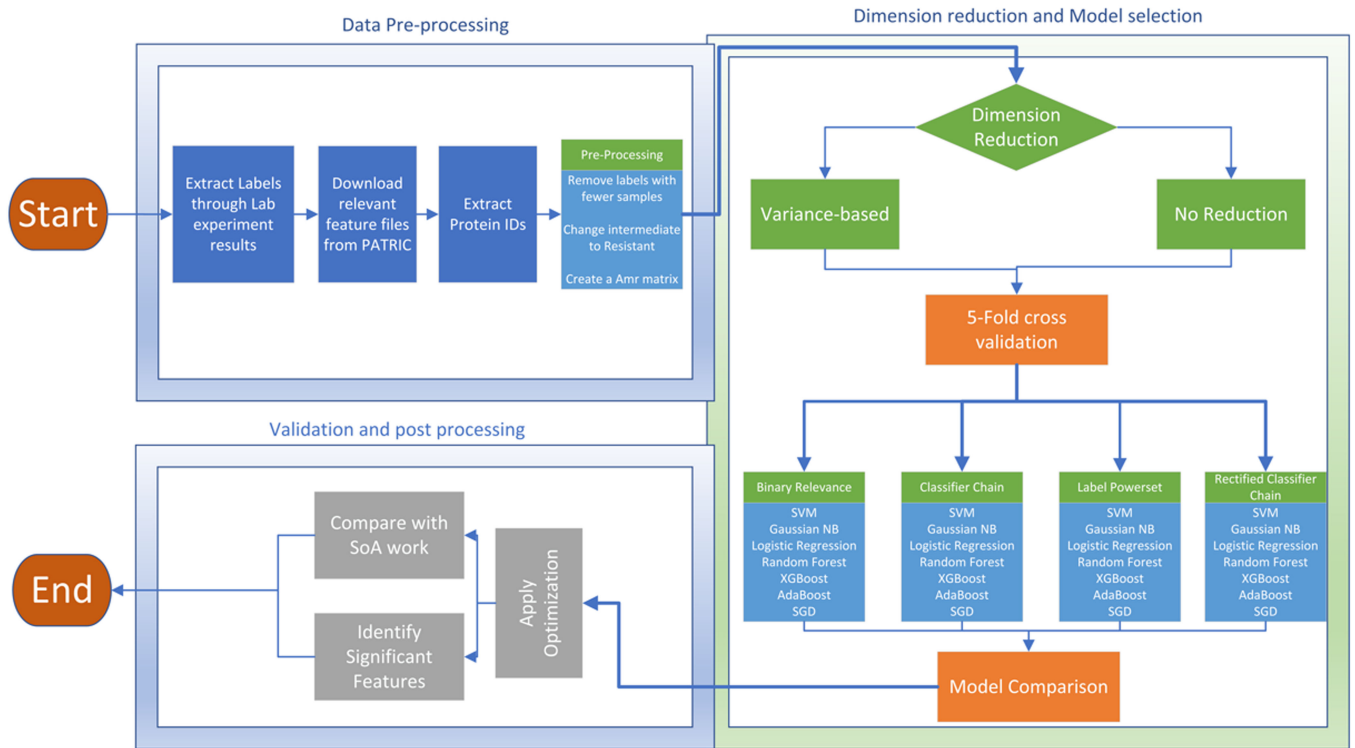 Data Pre-processing
Start
Extract Labels
through Lab
experiment
results
Download
relevant
feature files
from PATRIC
Extract
Protein IDs
Pre-Processing
Remove labels with
fewer samples
Change intermediate
to Resistant
Create a Amr matrix
Dimension reduction and Model selection
Dimension
Reduction
Variance-based
No Reduction
5-Fold cross
validation
Binary Relevance
SVM
Gaussian NB
Logistic Regression
Random Forest
XGBoost
AdaBoost
SGD
Classifier Chain
SVM
Gaussian NB
Logistic Regression
Random Forest
XGBoost
AdaBoost
SGD
Label Powerset
SVM
Gaussian NB
Logistic Regression
Random Forest
XGBoost
AdaBoost
SGD
Rectified Classifier
Chain
SVM
Gaussian NB
Logistic Regression
Random Forest
XGBoost
AdaBoost
SGD
Model Comparison
Validation and post processing
Apply
Optimization
Compare with
SoA work
Identify
Significant
Features
End